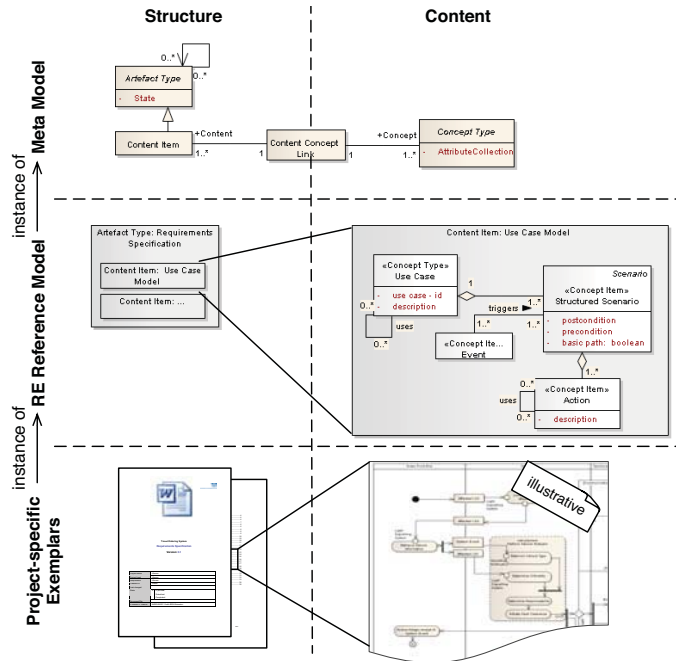 Structure
Content
Meta Model
instance of
RE Reference Model
instance of
Project-specific
Exemplars
0..*
0..*
Artefact Type
- State
Content Item
+Content
1..*
1
Content Concept
Link
1
+Concept
1..*
Concept Type
- AttributeCollection
Artefact Type: Requirements
Specification
Content Item: Use Case
Model
Content Item: ...
Content Item: Use Case Model
«Concept Type»
Use Case
- use case - id
- description
0..*
uses
0..*
1
1..*
triggers
1..*
1..*
«Concept Ite...
Event
Scenario
«Concept Item»
Structured Scenario
- postcondition
- precondition
- basic path: boolean
1..*
«Concept Item»
Action
- description
0..*
uses
0..*
illustrative